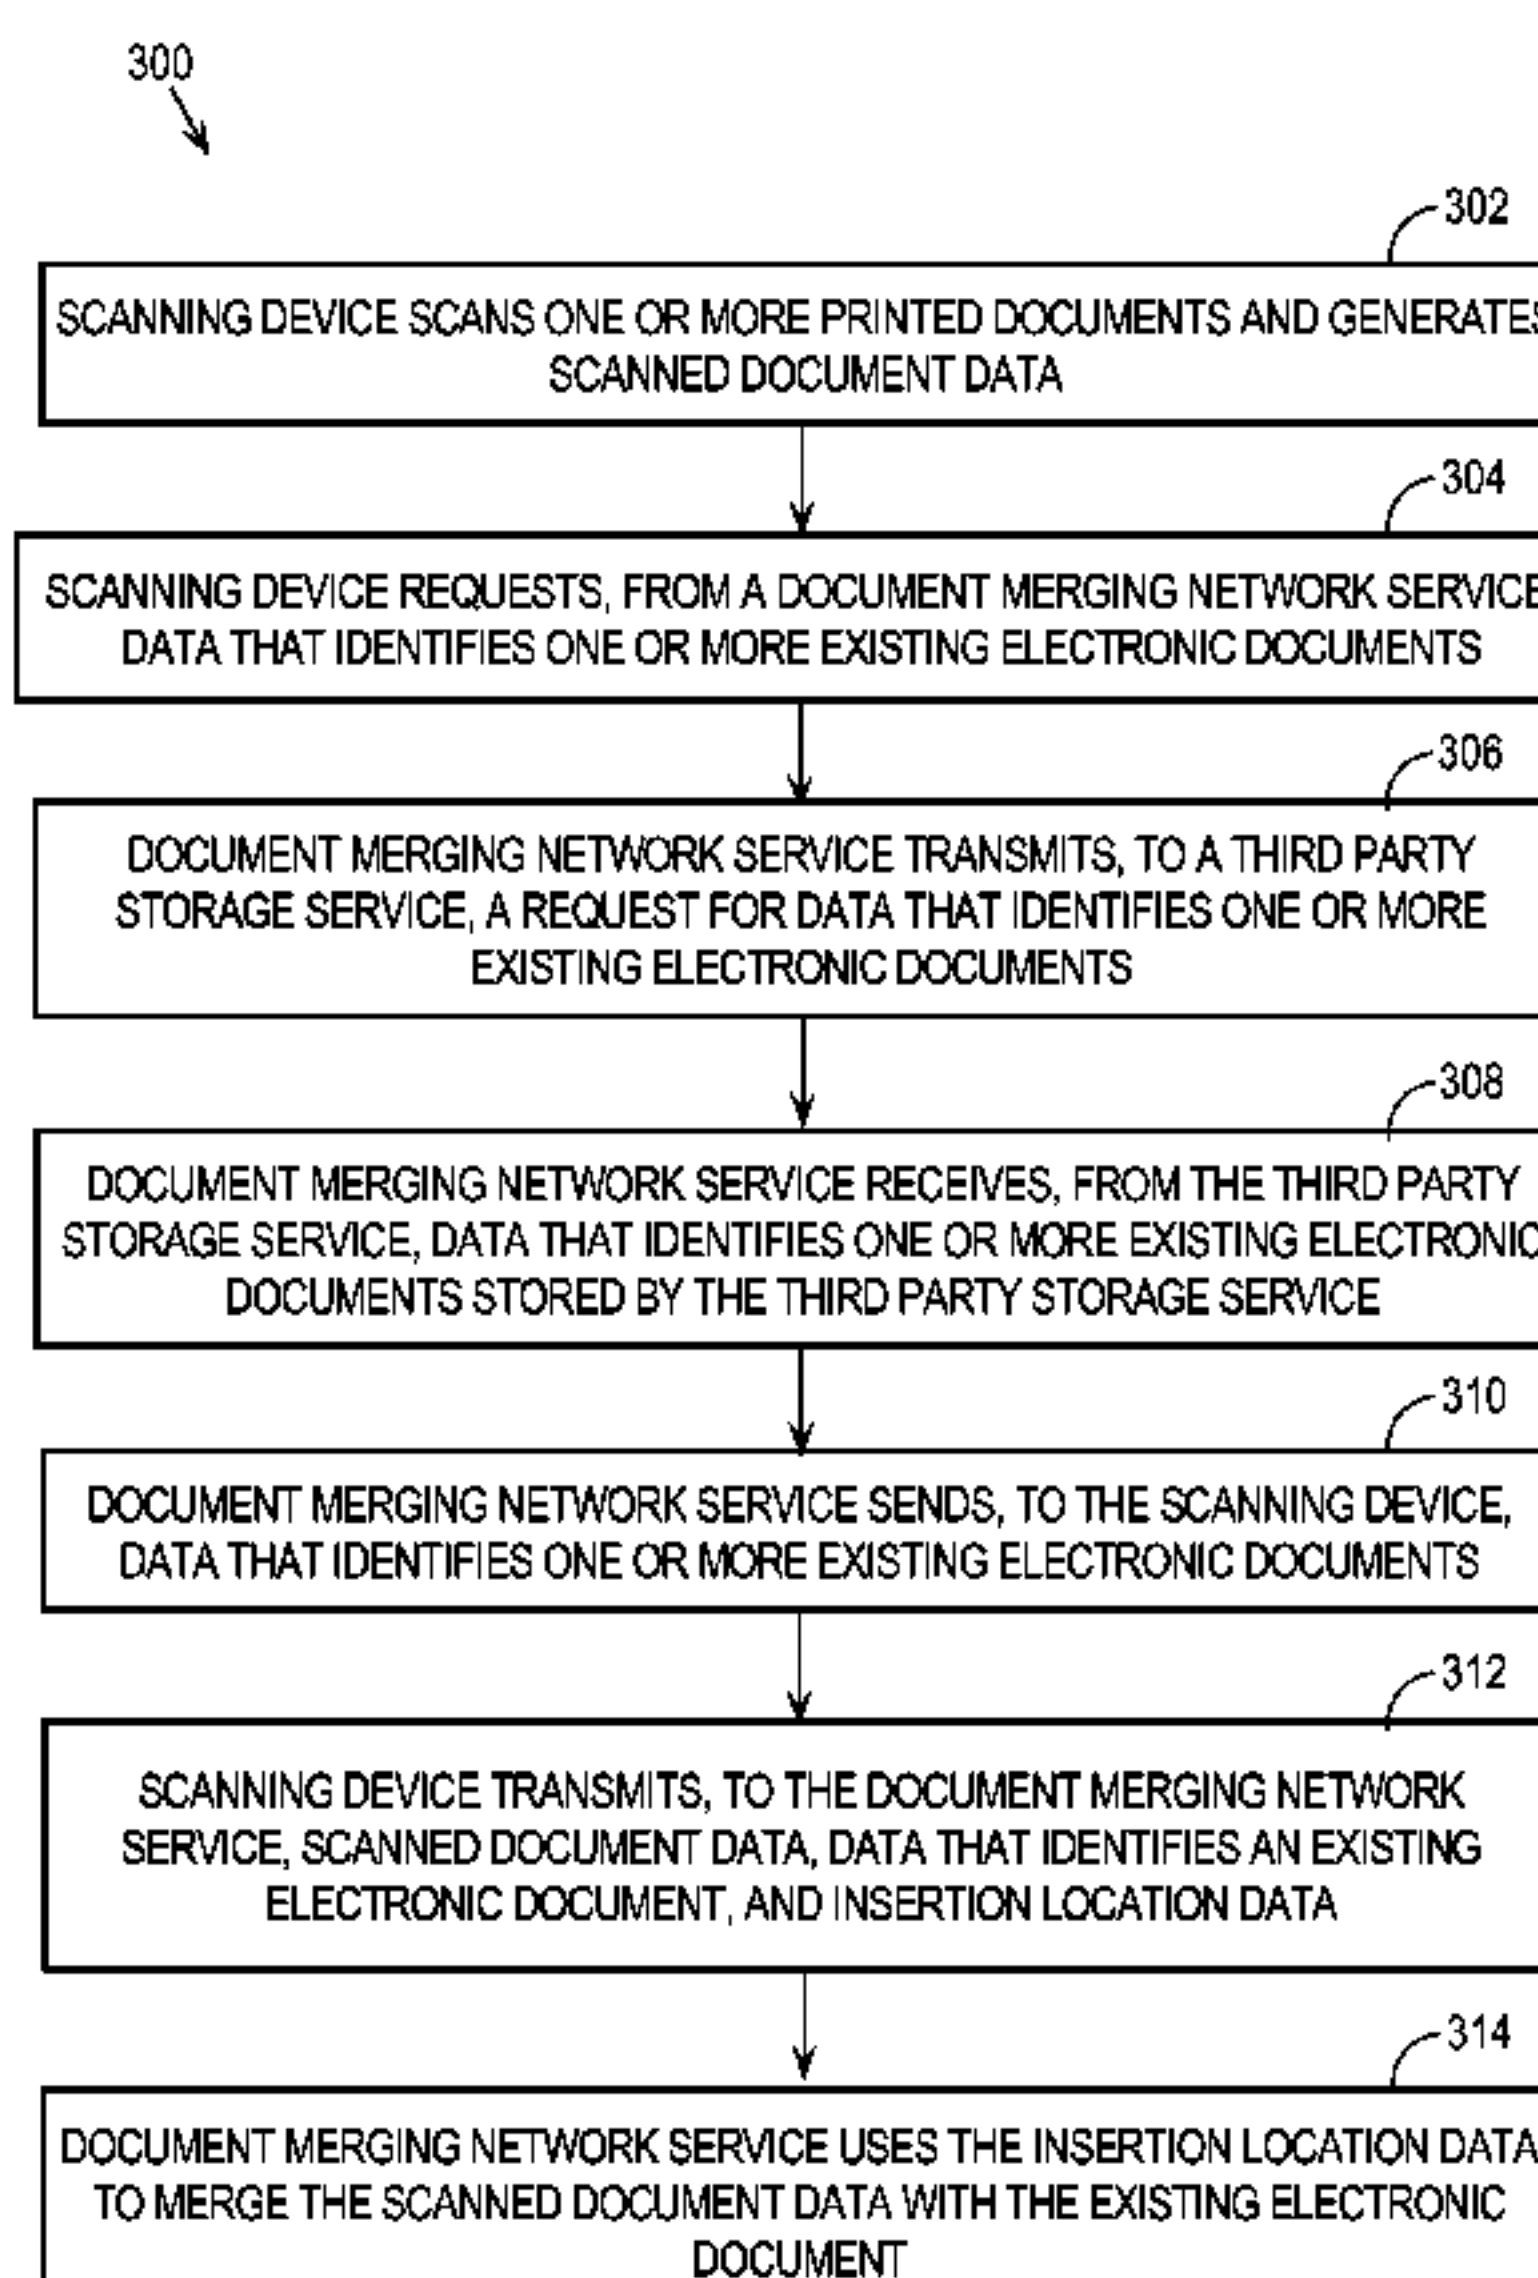 300
302
SCANNING DEVICE SCANS ONE OR MORE PRINTED DOCUMENTS AND GENERATES
SCANNED DOCUMENT DATA
304
SCANNING DEVICE REQUESTS, FROM A DOCUMENT MERGING NETWORK SERVICE
DATA THAT IDENTIFIES ONE OR MORE EXISTING ELECTRONIC DOCUMENTS
306
DOCUMENT MERGING NETWORK SERVICE TRANSMITS, TO A THIRD PARTY
STORAGE SERVICE, A REQUEST FOR DATA THAT IDENTIFIES ONE OR MORE
EXISTING ELECTRONIC DOCUMENTS
308
DOCUMENT MERGING NETWORK SERVICE RECEIVES, FROM THE THIRD PARTY
STORAGE SERVICE, DATA THAT IDENTIFIES ONE OR MORE EXISTING ELECTRONIC
DOCUMENTS STORED BY THE THIRD PARTY STORAGE SERVICE
310
DOCUMENT MERGING NETWORK SERVICE SENDS, TO THE SCANNING DEVICE,
DATA THAT IDENTIFIES ONE OR MORE EXISTING ELECTRONIC DOCUMENTS
312
SCANNING DEVICE TRANSMITS, TO THE DOCUMENT MERGING NETWORK
SERVICE, SCANNED DOCUMENT DATA, DATA THAT IDENTIFIES AN EXISTING
ELECTRONIC DOCUMENT, AND INSERTION LOCATION DATA
314
DOCUMENT MERGING NETWORK SERVICE USES THE INSERTION LOCATION DATA
TO MERGE THE SCANNED DOCUMENT DATA WITH THE EXISTING ELECTRONIC
DOCUMENT